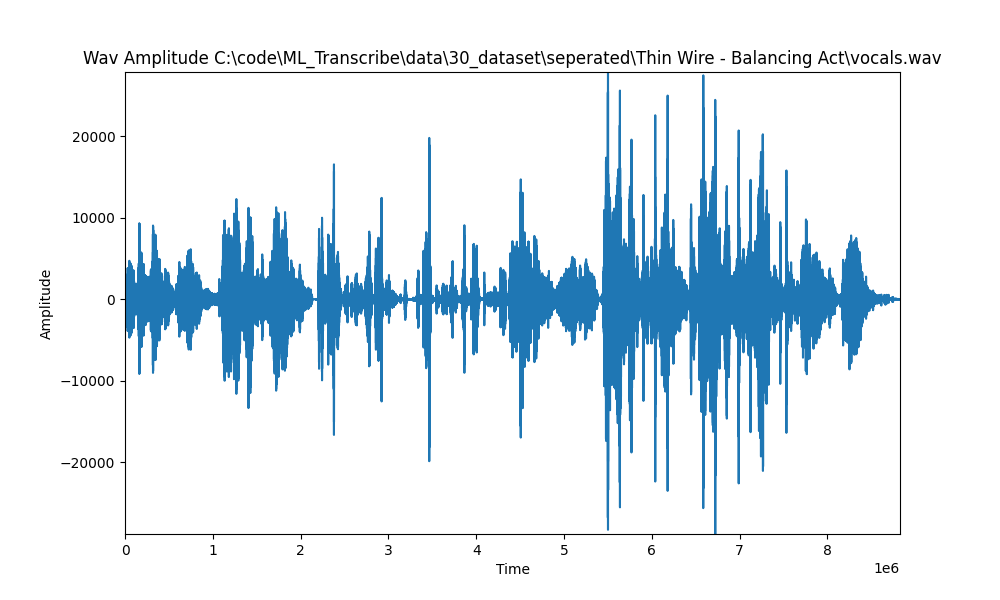 Wav Amplitude C:\code\ML_Transcribe\data\30_dataset\seperated\Thin Wire - Balancing Act\vocals.wav
20000
10000
0
−10000
−20000
Amplitude
0 1 2 3 4 5 6 7 8
1e6
Time